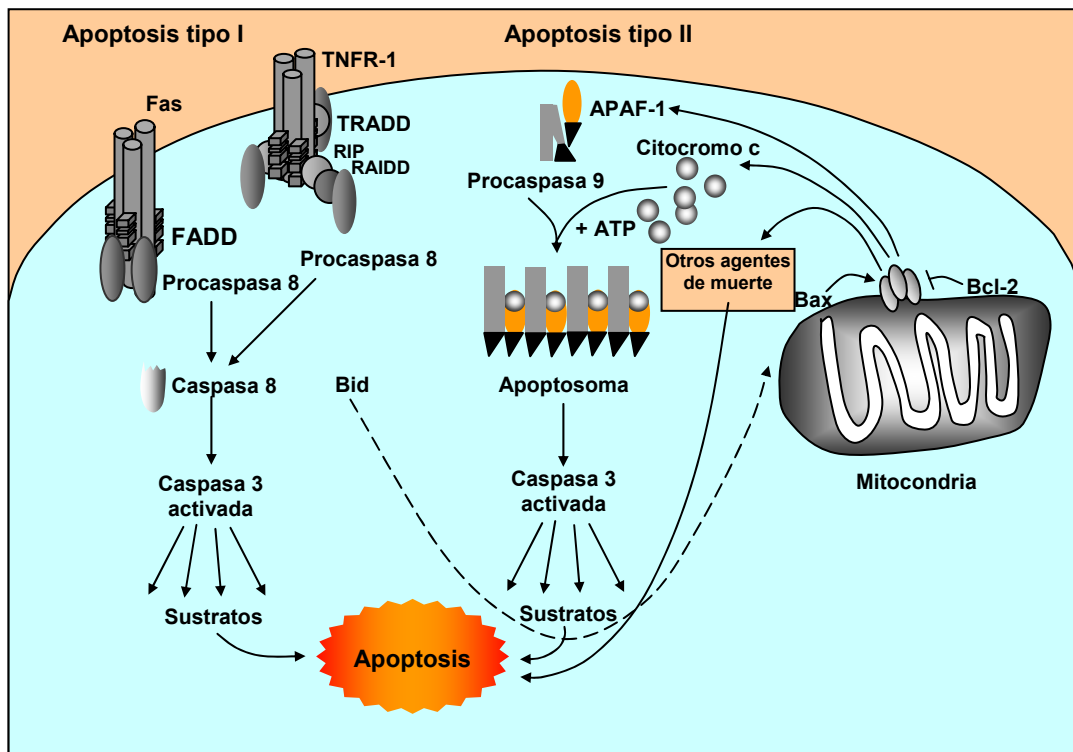 Apoptosis tipo I
Apoptosis tipo II
TNFR-1
Fas
TRADD
RIP
RAIDD
FADD
Procaspasa 8
Procaspasa 8
Caspasa 8
Caspasa 3
activada
Sustratos
Bid
APAF-1
Citocromo c
Procaspasa 9
+ ATP
Otros agentes
de muerte
Bax
Bcl-2
Apoptosoma
Mitocondria
Caspasa 3
activada
Sustratos
Apoptosis